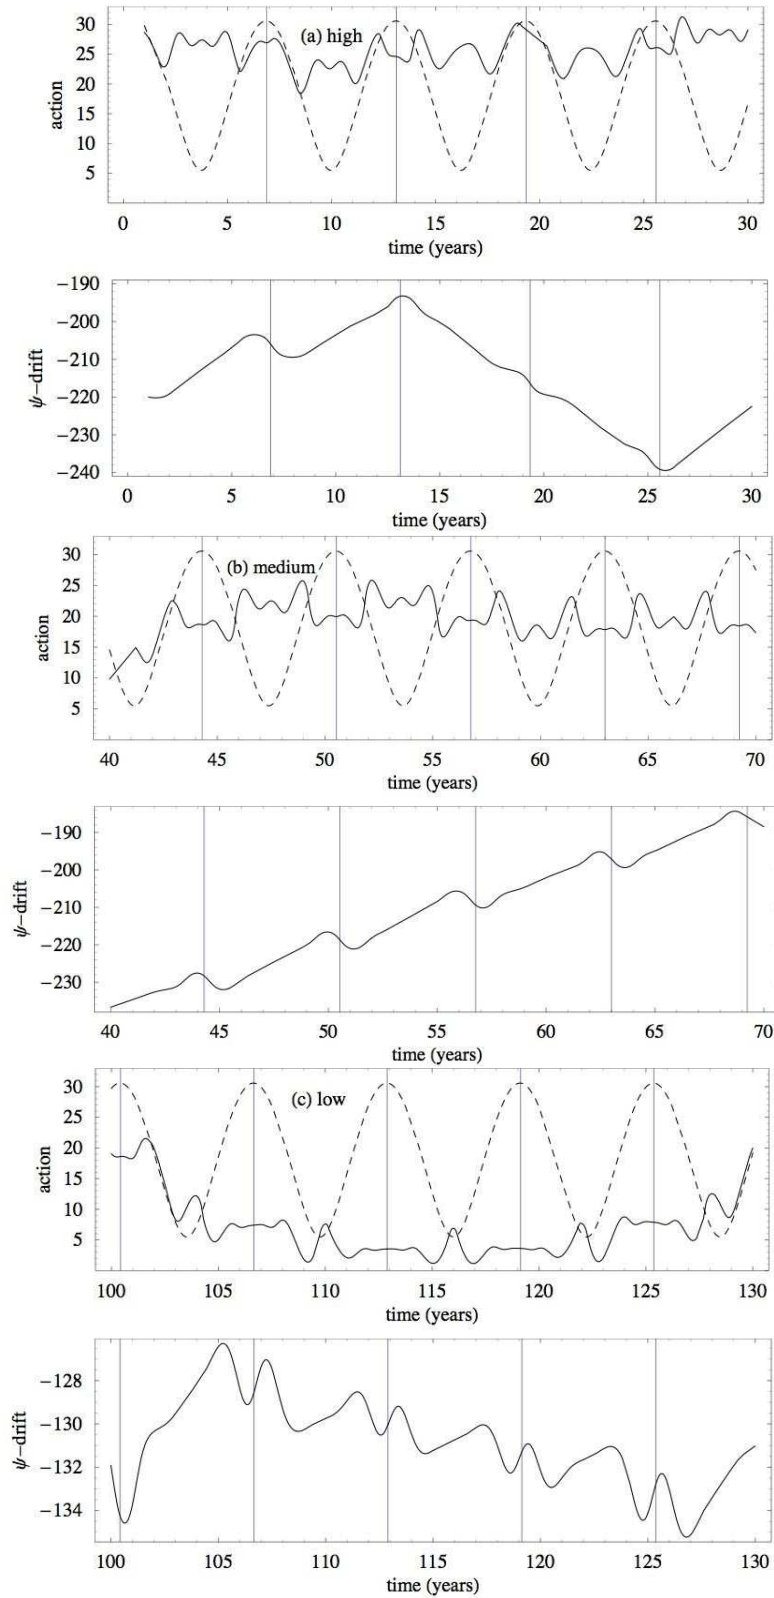 30
25
20
15
10
5
action
(a) high
0 5 10 15 20 25 30
time (years)
−190
−200
−210
−220
−230
−240
ψ−drift
0 5 10 15 20 25 30
time (years)
30
25
20
15
10
5
action
(b) medium
40 45 50 55 60 65 70
time (years)
−190
−200
−210
−220
−230
ψ−drift
40 45 50 55 60 65 70
time (years)
30
25
20
15
10
5
action
(c) low
100 105 110 115 120 125 130
time (years)
−128
−130
−132
−134
ψ−drift
100 105 110 115 120 125 130
time (years)